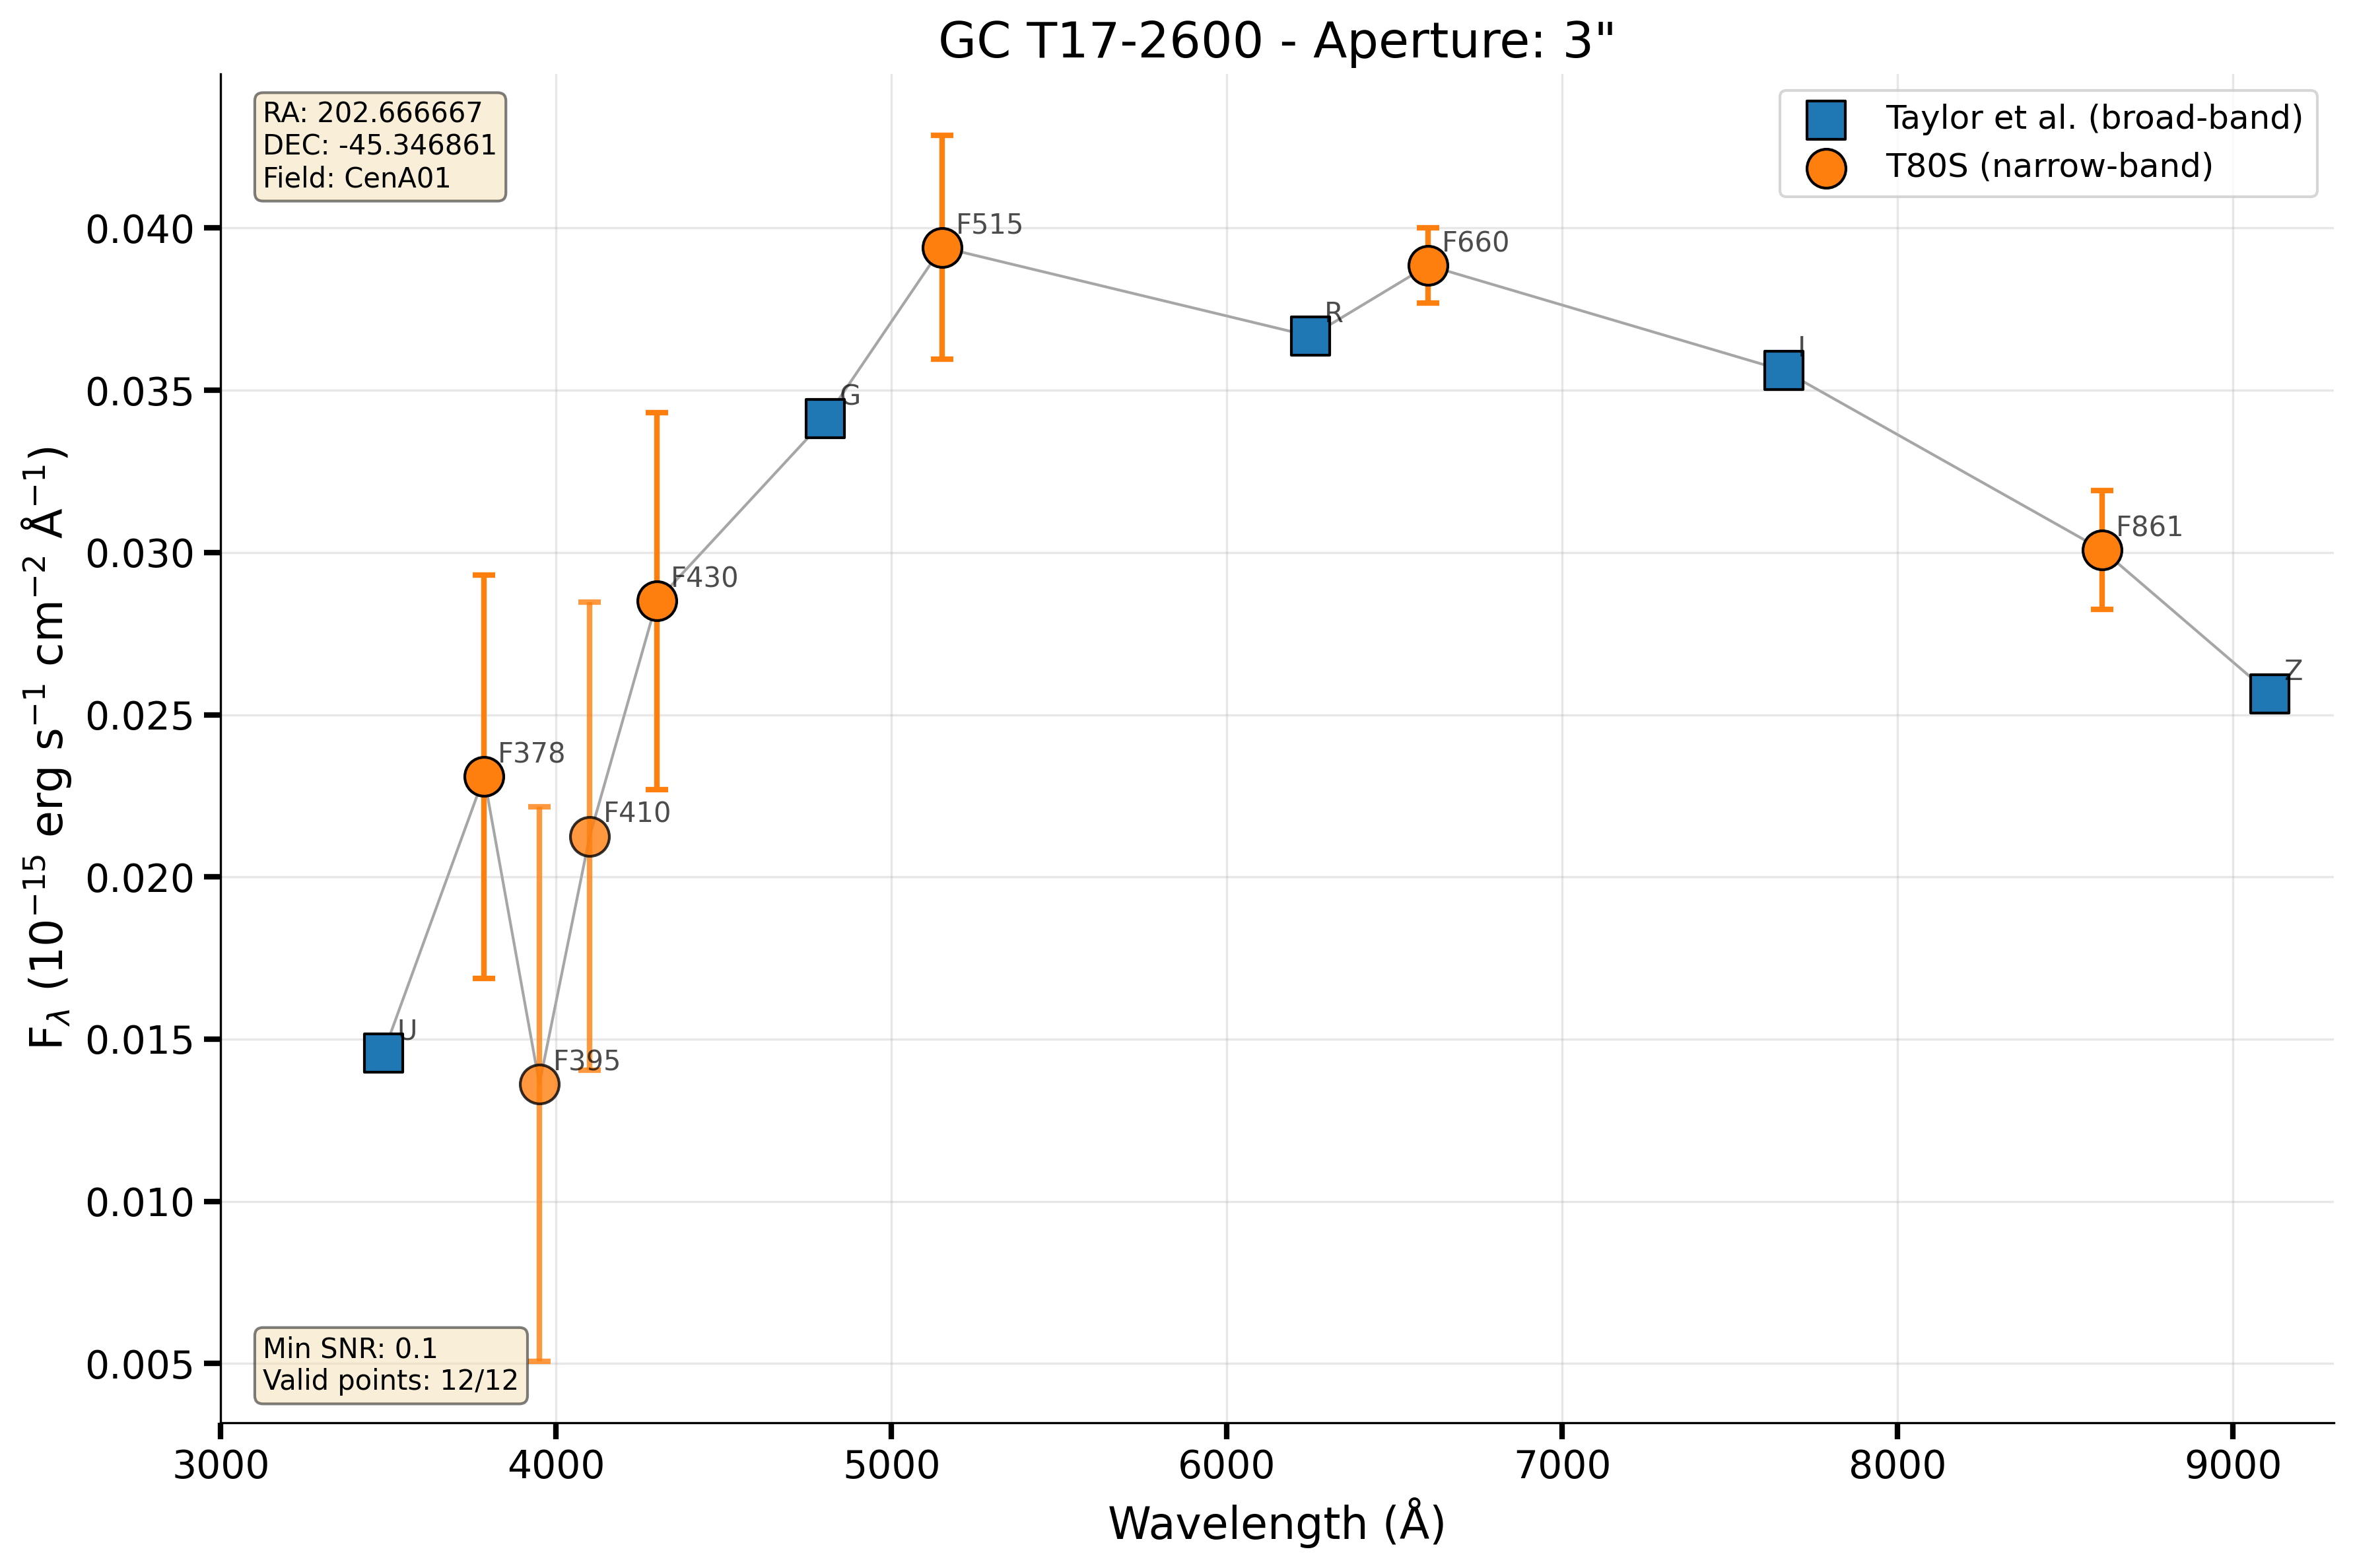 GC T17-2600 - Aperture: 3"
RA: 202.666667
DEC: -45.346861
Field: CenA01
Taylor et al. (broad-band)
T80S (narrow-band)
F515
F660
R
I
G
F430
F861
F378
Z
F410
U
F395
0.040
0.035
0.030
0.025
0.020
0.015
0.010
0.005
F_λ (10⁻¹⁵ erg s⁻¹ cm⁻² Å⁻¹)
Min SNR: 0.1
Valid points: 12/12
3000 4000 5000 6000 7000 8000 9000
Wavelength (Å)